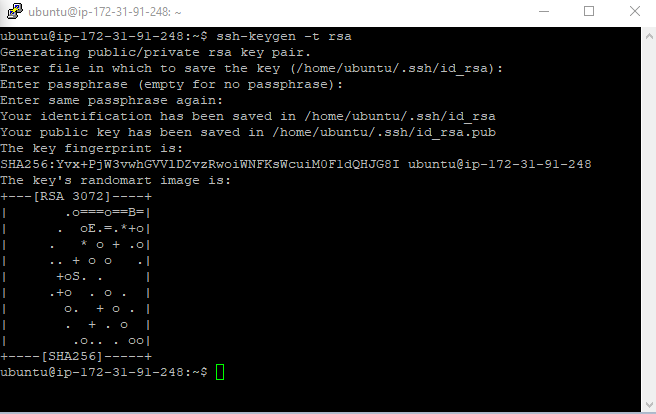 ubuntu@ip-172-31-91-248: ~
ubuntu@ip-172-31-91-248:~$ ssh-keygen -t rsa
Generating public/private rsa key pair.
Enter file in which to save the key (/home/ubuntu/.ssh/id_rsa):
Enter passphrase (empty for no passphrase):
Enter same passphrase again:
Your identification has been saved in /home/ubuntu/.ssh/id_rsa
Your public key has been saved in /home/ubuntu/.ssh/id_rsa.pub
The key fingerprint is:
SHA256:Yvx+PjW3vwhGVVlDZvzRwoiWNFKsWcuiM0FldQHJG8I ubuntu@ip-172-31-91-248
The key's randomart image is:
+---[RSA 3072]----+
|       .o===o==B=|
|      .  oE.=.*+o|
|     .   * o + .o|
|     .. + o o   .|
|      +oS. .     |
|     .+o  . o .  |
|       o.  + o . |
|       .  + . o  |
|        .o.. . oo|
+----[SHA256]-----+
ubuntu@ip-172-31-91-248:~$